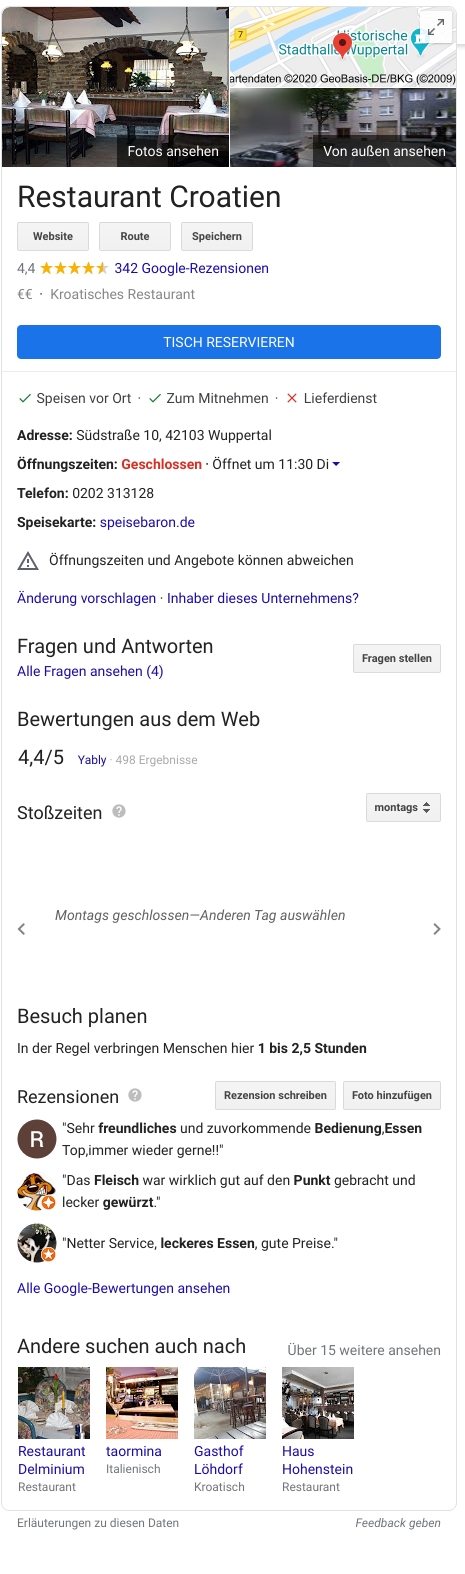 7
Historische
Stadthalle Wuppertal
artendaten ©2020 GeoBasis-DE/BKG (©2009)
Fotos ansehen
Von außen ansehen
Restaurant Croatien
Website Route Speichern
4,4 342 Google-Rezensionen
€€ · Kroatisches Restaurant
TISCH RESERVIEREN
Speisen vor Ort · Zum Mitnehmen · Lieferdienst
Adresse: Südstraße 10, 42103 Wuppertal
Öffnungszeiten: Geschlossen · Öffnet um 11:30 Di
Telefon: 0202 313128
Speisekarte: speisebaron.de
Öffnungszeiten und Angebote können abweichen
Änderung vorschlagen · Inhaber dieses Unternehmens?
Fragen und Antworten
Fragen stellen
Alle Fragen ansehen (4)
Bewertungen aus dem Web
4,4/5 Yably · 498 Ergebnisse
Stoßzeiten ? montags
Montags geschlossen—Anderen Tag auswählen
Besuch planen
In der Regel verbringen Menschen hier 1 bis 2,5 Stunden
Rezensionen ? Rezension schreiben Foto hinzufügen
R
"Sehr freundliches und zuvorkommende Bedienung,Essen
Top,immer wieder gerne!!"
"Das Fleisch war wirklich gut auf den Punkt gebracht und
lecker gewürzt."
"Netter Service, leckeres Essen, gute Preise."
Alle Google-Bewertungen ansehen
Andere suchen auch nach Über 15 weitere ansehen
Restaurant
Delminium
Restaurant
taormina
Italienisch
Gasthof
Löhdorf
Kroatisch
Haus
Hohenstein
Restaurant
Erläuterungen zu diesen Daten Feedback geben